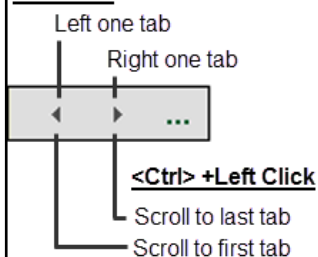 Left one tab
Right one tab
...
<Ctrl> +Left Click
Scroll to last tab
Scroll to first tab